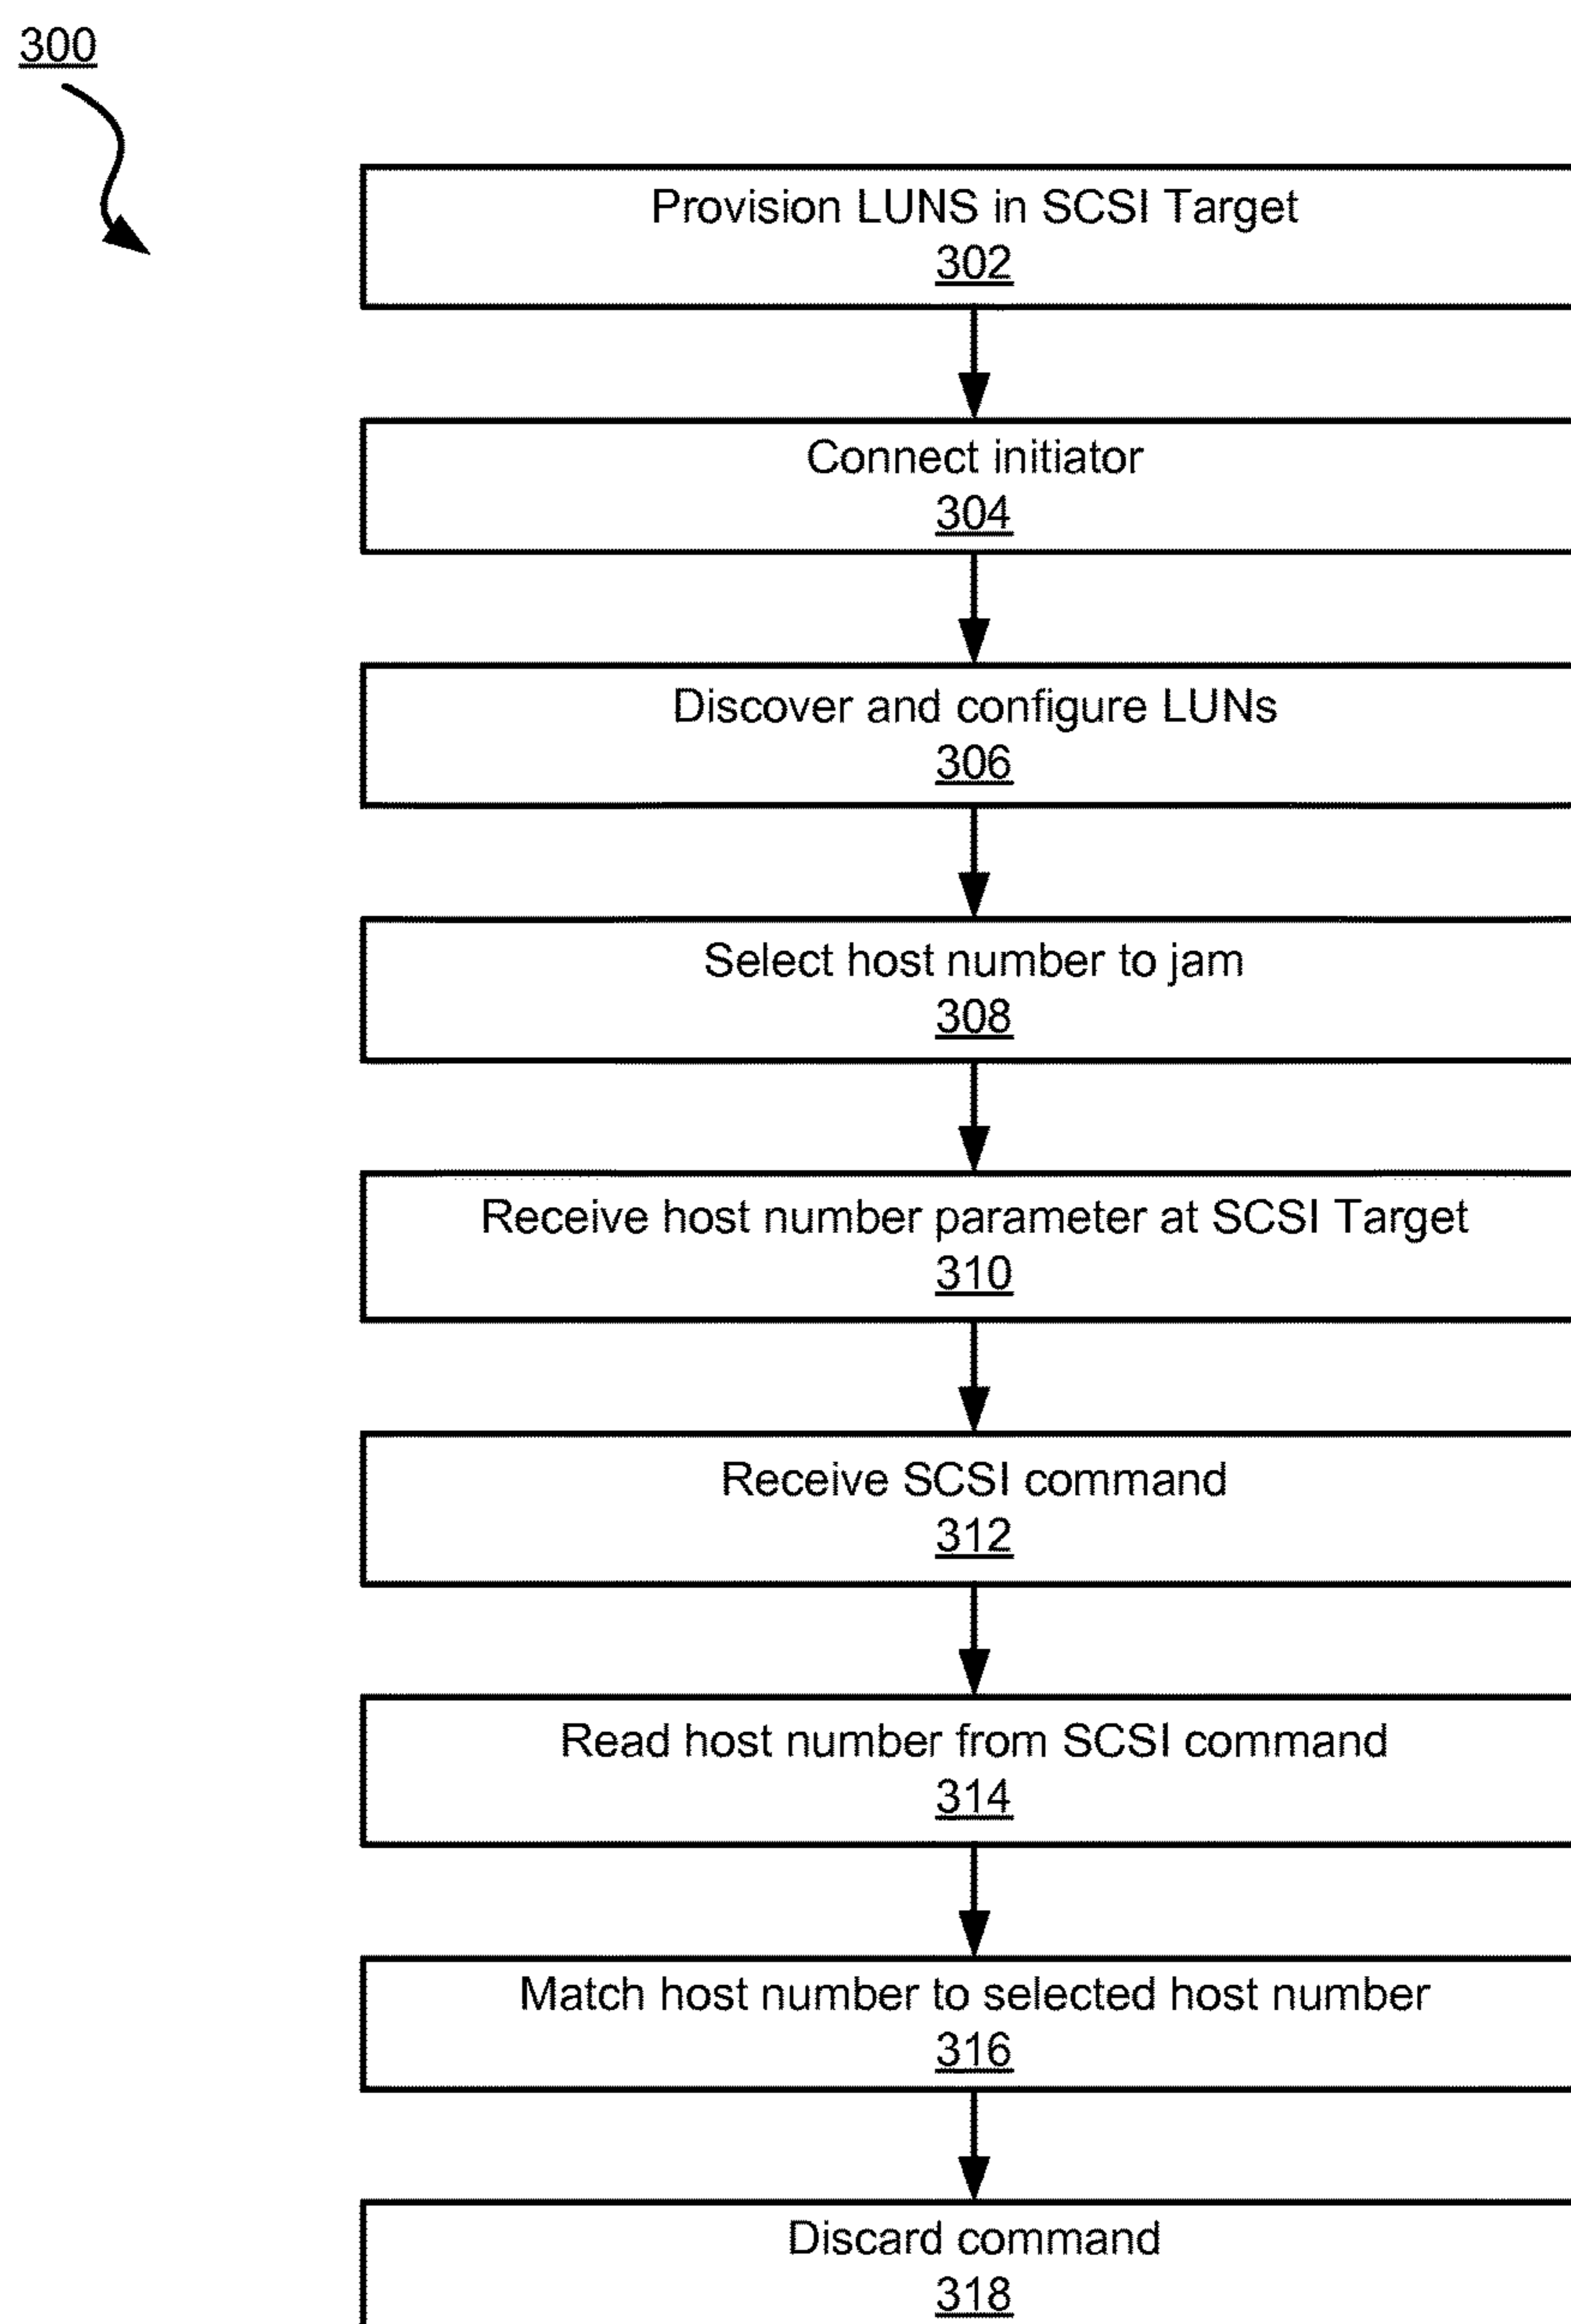 300
Provision LUNS in SCSI Target
302
Connect initiator
304
Discover and configure LUNs
306
Select host number to jam
308
Receive host number parameter at SCSI Target
310
Receive SCSI command
312
Read host number from SCSI command
314
Match host number to selected host number
316
Discard command
318